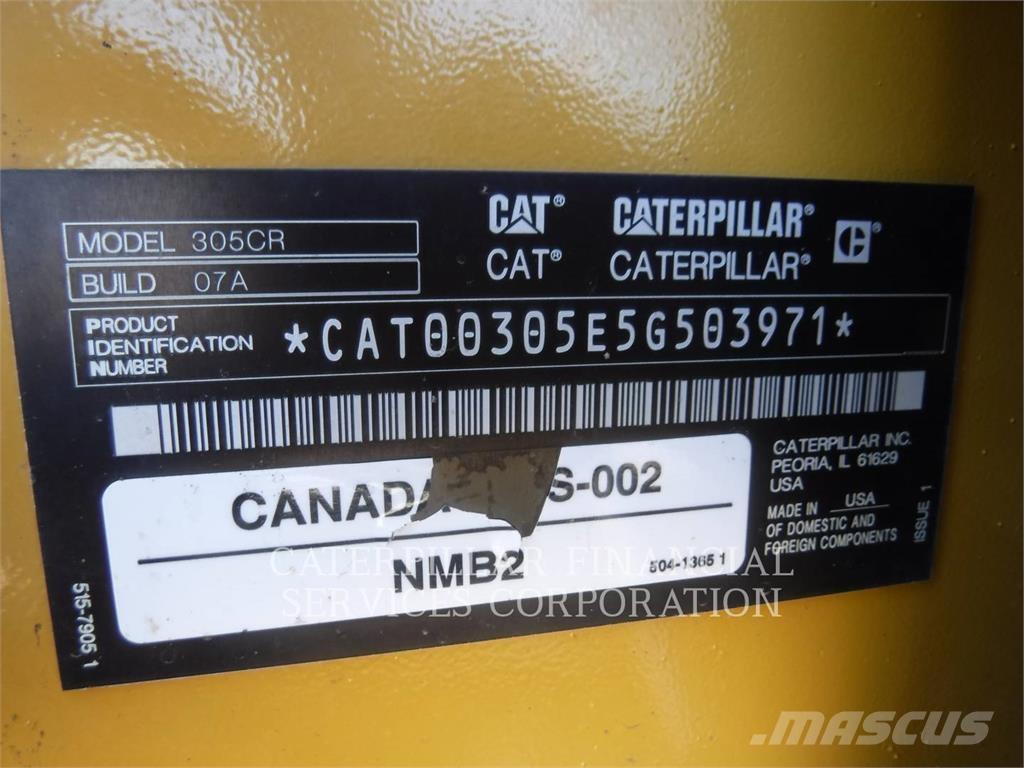 CAT® CATERPILLAR® C®
CAT® CATERPILLAR®
MODEL 305CR
BUILD 07A
PRODUCT
IDENTIFICATION
NUMBER
*CAT00305E5G503971*
CANADA S-002
NMB2
504-1365 1
CATERPILLAR INC.
PEORIA, IL 61629
USA
MADE IN USA
OF DOMESTIC AND
FOREIGN COMPONENTS
ISSUE 1
515-7905 1
CATERPILLAR FINANCIAL
SERVICES CORPORATION
MASCUS